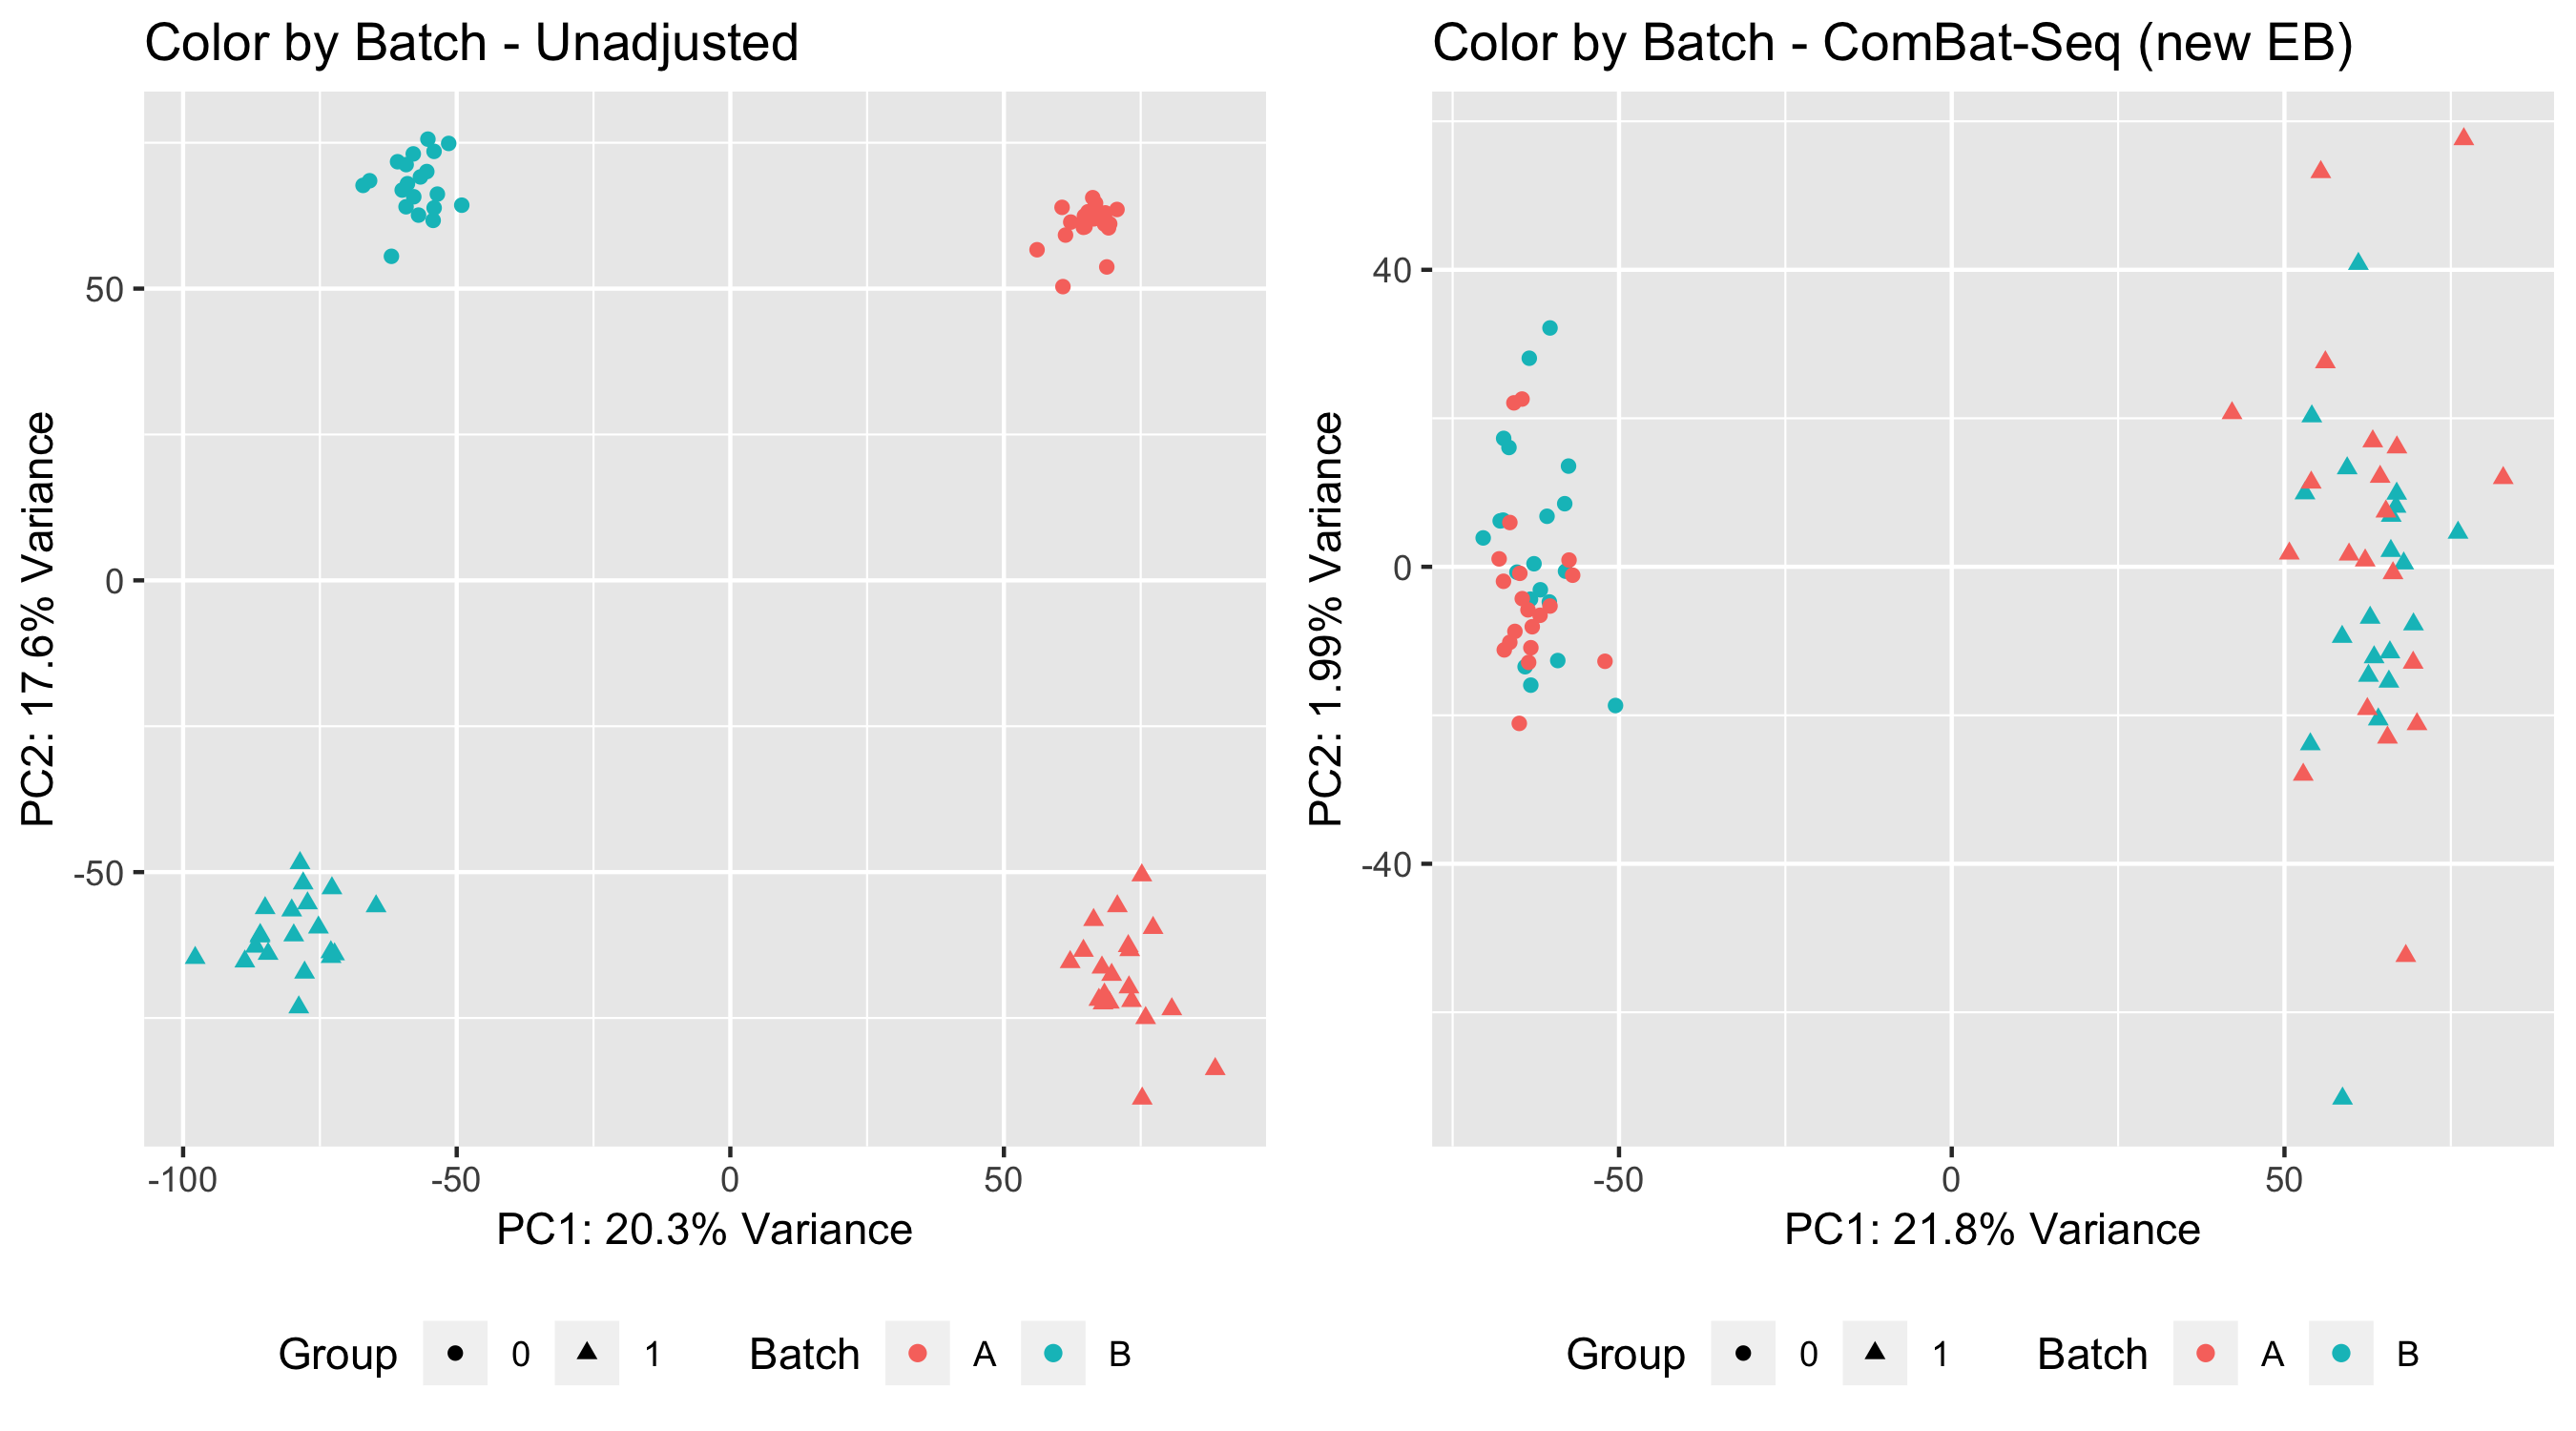 Color by Batch - Unadjusted
PC2: 17.6% Variance
50
0
-50
-100 -50 0 50
PC1: 20.3% Variance
Group 0 1 Batch A B
Color by Batch - ComBat-Seq (new EB)
PC2: 1.99% Variance
40
0
-40
-50 0 50
PC1: 21.8% Variance
Group 0 1 Batch A B